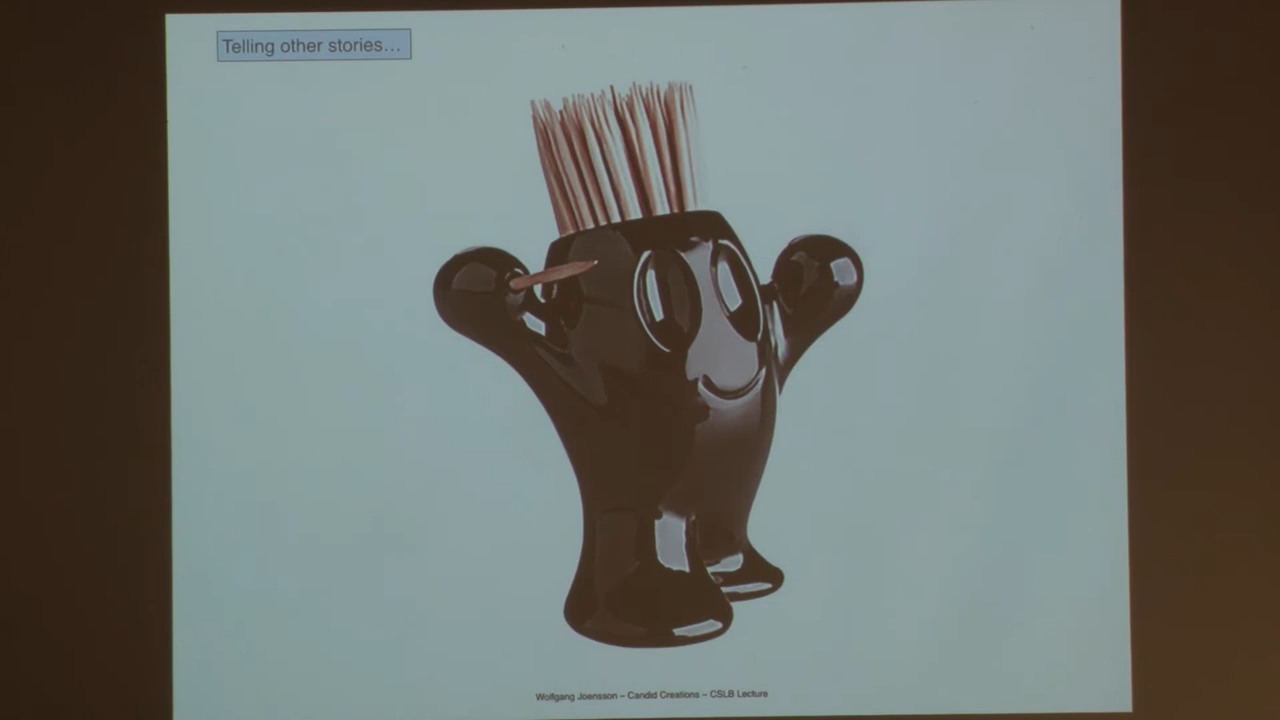 Telling other stories…
Wolfgang Joensson – Candid Creations – CSLB Lecture